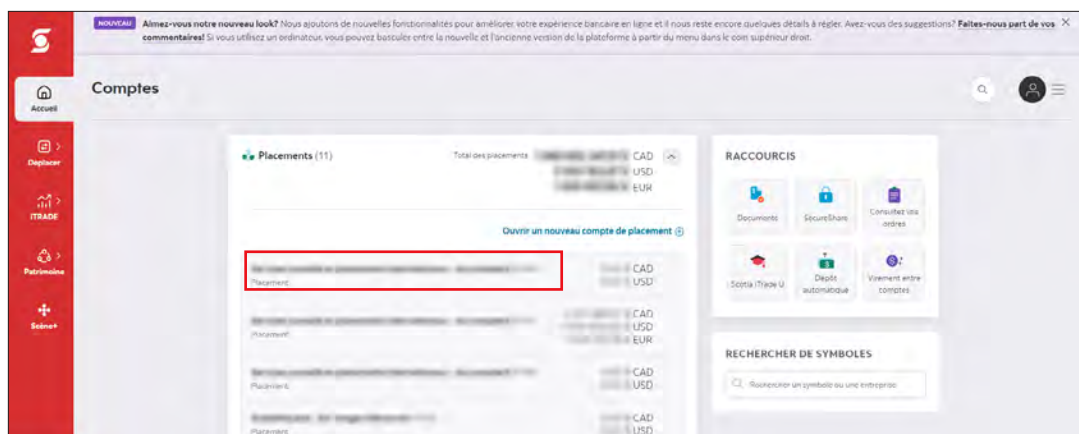 NOUVEAU Aimez-vous notre nouveau look? Nous ajoutons de nouvelles fonctionnalités pour améliorer votre expérience bancaire en ligne et il nous reste encore quelques détails à régler. Avez-vous des suggestions? Faites-nous part de vos
commentaires! Si vous utilisez un ordinateur, vous pouvez basculer entre la nouvelle et l'ancienne version de la plateforme à partir du menu dans le coin supérieur droit.
Accueil
Déplacer
iTRADE
Patrimoine
Scène+
Comptes
Placements (11)
Total des placements
CAD
USD
EUR
Ouvrir un nouveau compte de placement
Placement
CAD
USD
Placement
CAD
USD
EUR
Placement
CAD
USD
Placement
CAD
USD
RACCOURCIS
Documents
SecureShare
Consultez vos
ordres
Scotia iTrade U
Dépôt
automatique
Virement entre
comptes
RECHERCHER DE SYMBOLES
Rechercher un symbole ou une entreprise